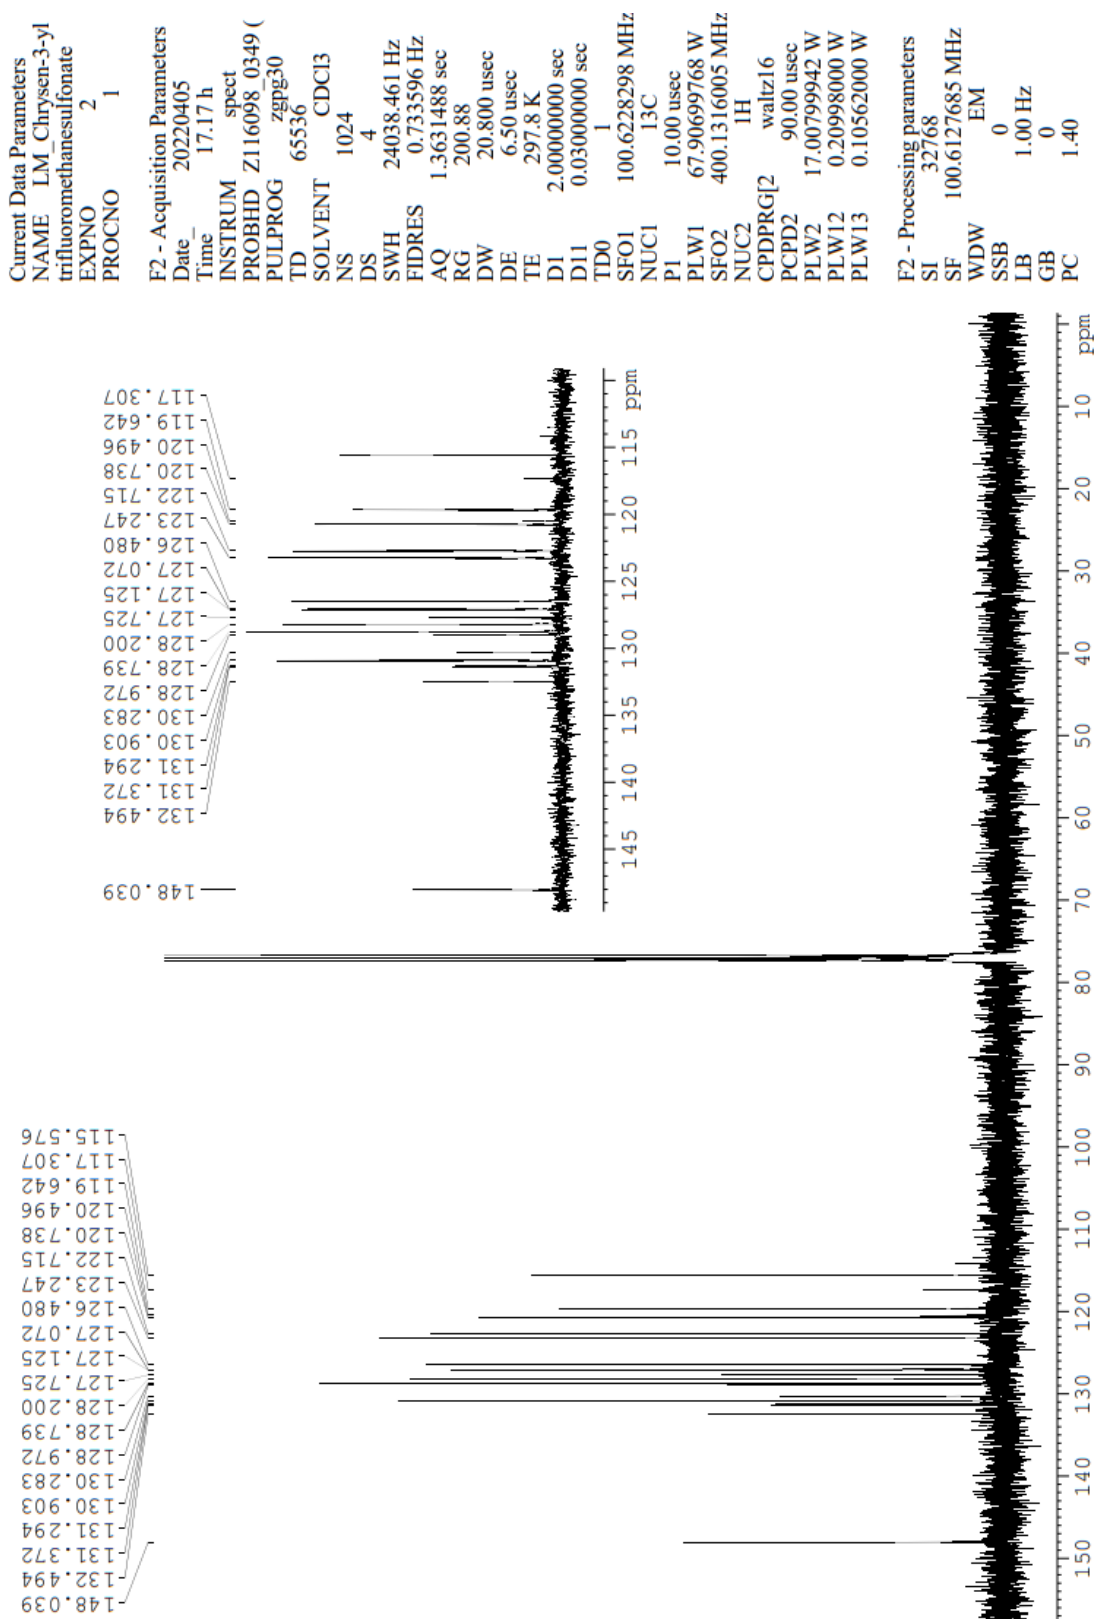 Current Data Parameters
NAME LM_Chrysen-3-yl
trifluoromethanesulfonate
EXPNO 2
PROCNO 1
F2 - Acquisition Parameters
Date_ 20220405
Time 17.17 h
INSTRUM spect
PROBHD Z116098_0349 (
PULPROG zgpg30
TD 65536
SOLVENT CDCl3
NS 1024
DS 4
SWH 24038.461 Hz
FIDRES 0.733596 Hz
AQ 1.3631488 sec
RG 200.88
DW 20.800 usec
DE 6.50 usec
TE 297.8 K
D1 2.00000000 sec
D11 0.03000000 sec
TD0 1
SFO1 100.6228298 MHz
NUC1 13C
P1 10.00 usec
PLW1 67.90699768 W
SFO2 400.1316005 MHz
NUC2 1H
CPDPRG[2 waltz16
PCPD2 90.00 usec
PLW2 17.00799942 W
PLW12 0.20998000 W
PLW13 0.10562000 W
F2 - Processing parameters
SI 32768
SF 100.6127685 MHz
WDW EM
SSB 0
LB 1.00 Hz
GB 0
PC 1.40
148.039
132.494
131.372
131.294
130.903
130.283
128.972
128.739
128.200
127.725
127.125
127.072
126.480
123.247
122.715
120.738
120.496
119.642
117.307
145 140 135 130 125 120 115 ppm
148.039
132.494
131.372
131.294
130.903
130.283
128.972
128.739
128.200
127.725
127.125
127.072
126.480
123.247
122.715
120.738
120.496
119.642
117.307
115.576
150 140 130 120 110 100 90 80 70 60 50 40 30 20 10 ppm